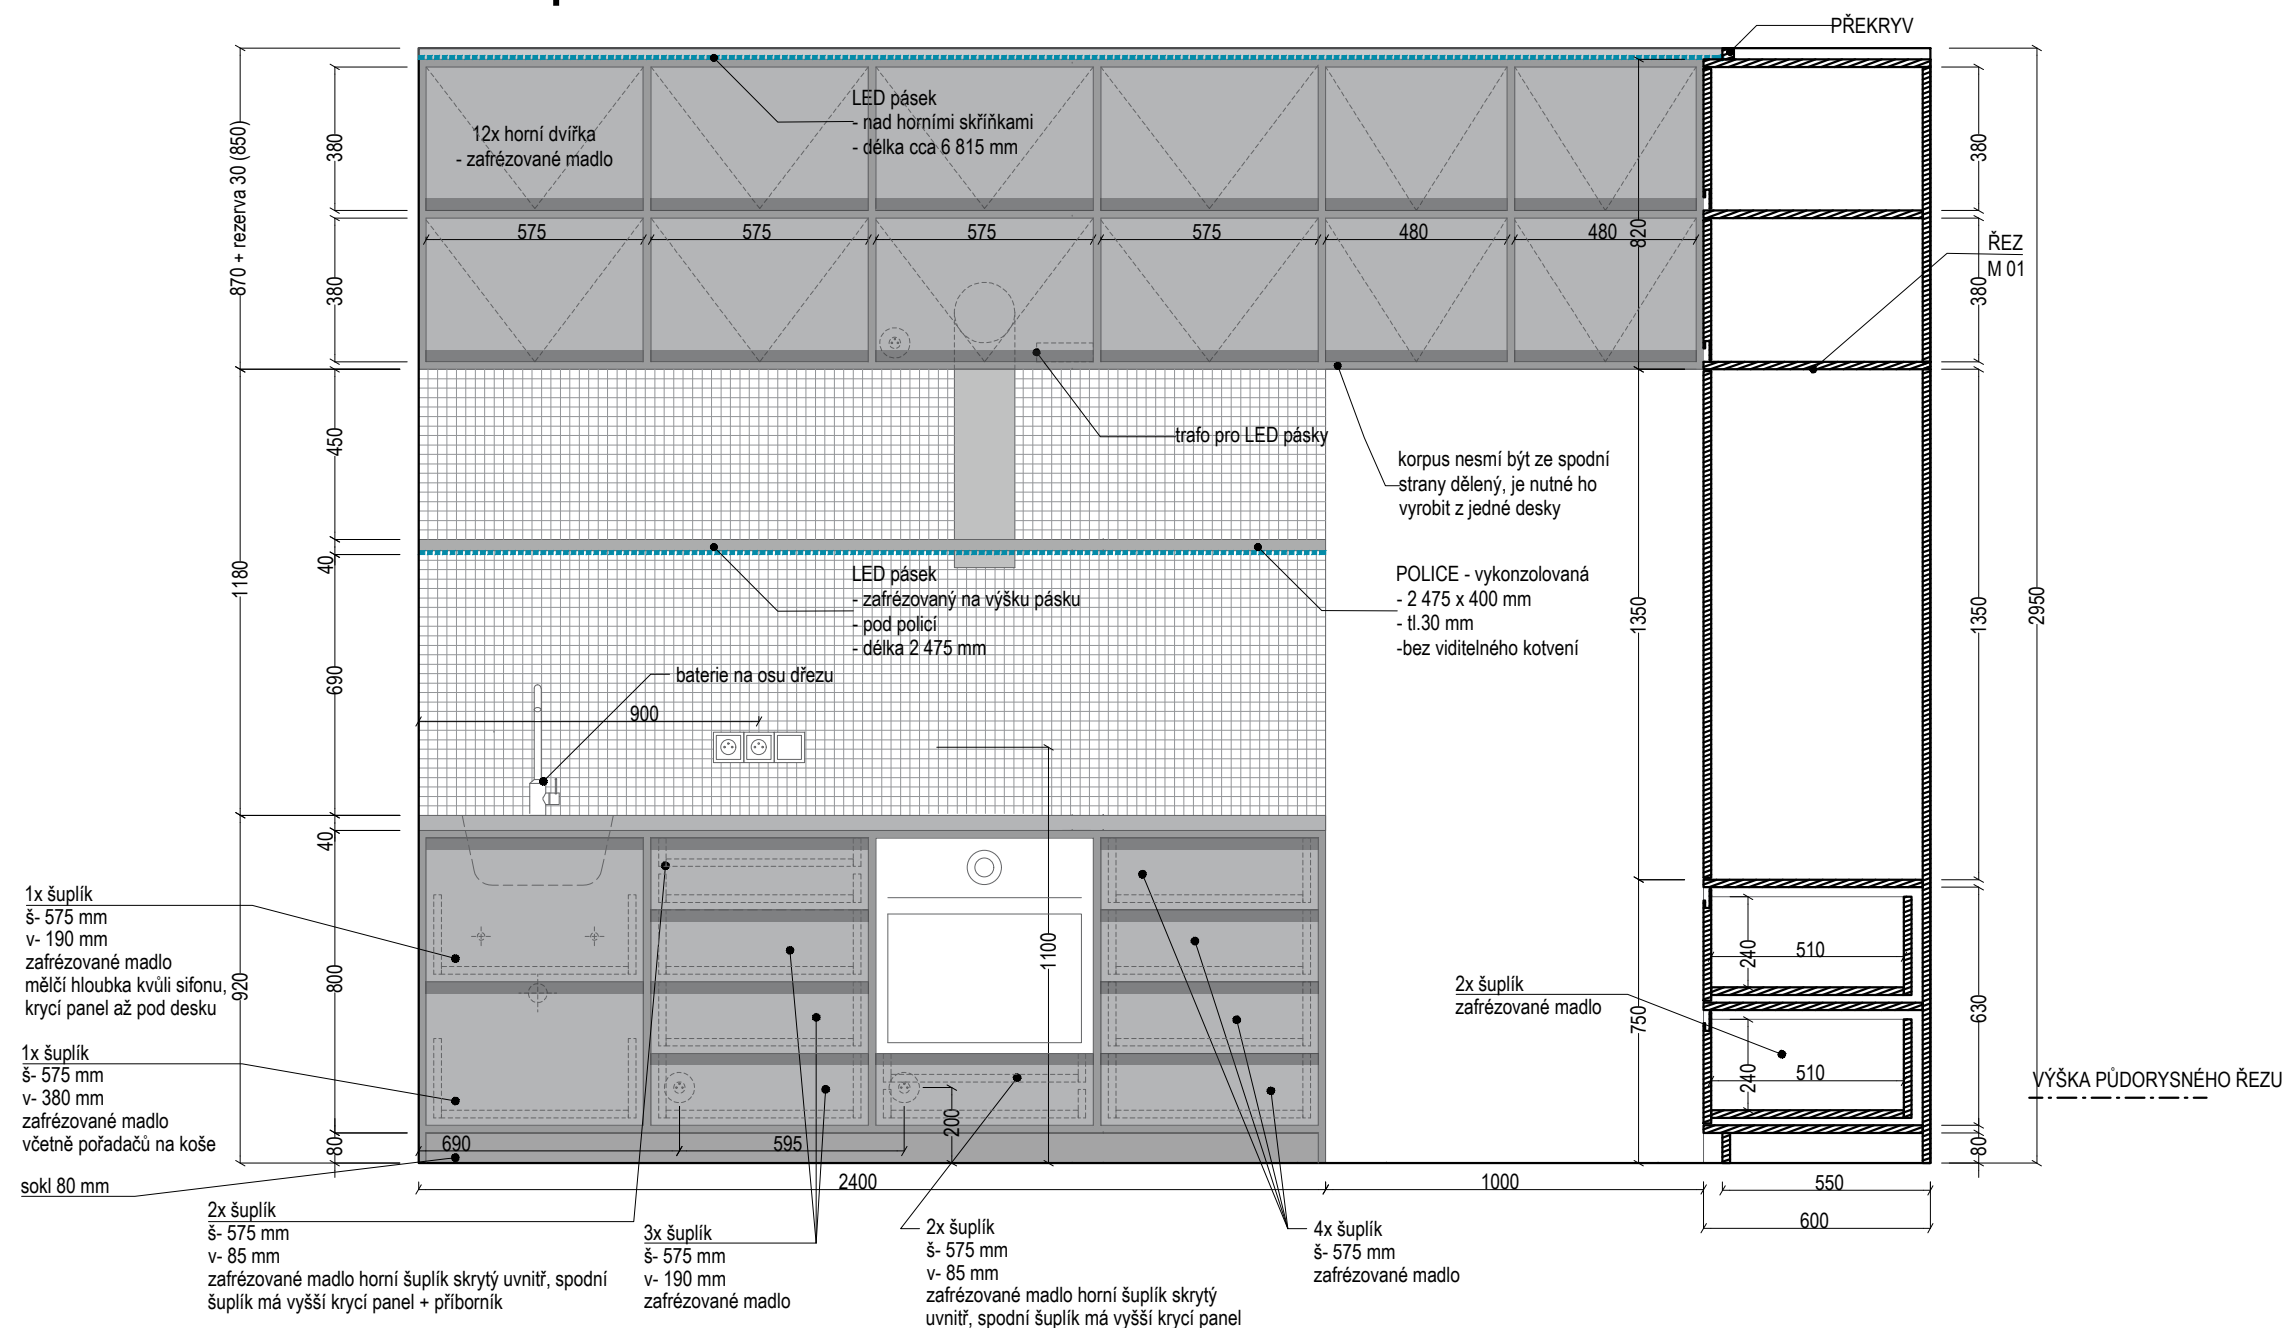 PŘEKRYV
LED pásek
- nad horními skříňkami
- délka cca 6 815 mm
12x horní dvířka
- zafrézované madlo
870 + rezerva 30 (850)
380
380
380
380
575
575
575
575
480
480
820
ŘEZ
M 01
trafo pro LED pásky
korpus nesmí být ze spodní
strany dělený, je nutné ho
vyrobit z jedné desky
450
40
1180
690
LED pásek
- zafrézovaný na výšku pásku
- pod policí
- délka 2 475 mm
POLICE - vykonzolovaná
- 2 475 x 400 mm
- tl.30 mm
-bez viditelného kotvení
1350
1350
2950
baterie na osu dřezu
900
40
1x šuplík
š- 575 mm
v- 190 mm
zafrézované madlo
mělčí hloubka kvůli sifonu,
krycí panel až pod desku
920
800
1100
240
510
2x šuplík
zafrézované madlo
750
630
1x šuplík
š- 575 mm
v- 380 mm
zafrézované madlo
včetně pořadačů na koše
240
510
VÝŠKA PŮDORYSNÉHO ŘEZU
80
690
595
200
80
sokl 80 mm
2400
1000
550
600
2x šuplík
š- 575 mm
v- 85 mm
zafrézované madlo horní šuplík skrytý uvnitř, spodní
šuplík má vyšší krycí panel + příborník
3x šuplík
š- 575 mm
v- 190 mm
zafrézované madlo
2x šuplík
š- 575 mm
v- 85 mm
zafrézované madlo horní šuplík skrytý
uvnitř, spodní šuplík má vyšší krycí panel
4x šuplík
š- 575 mm
zafrézované madlo